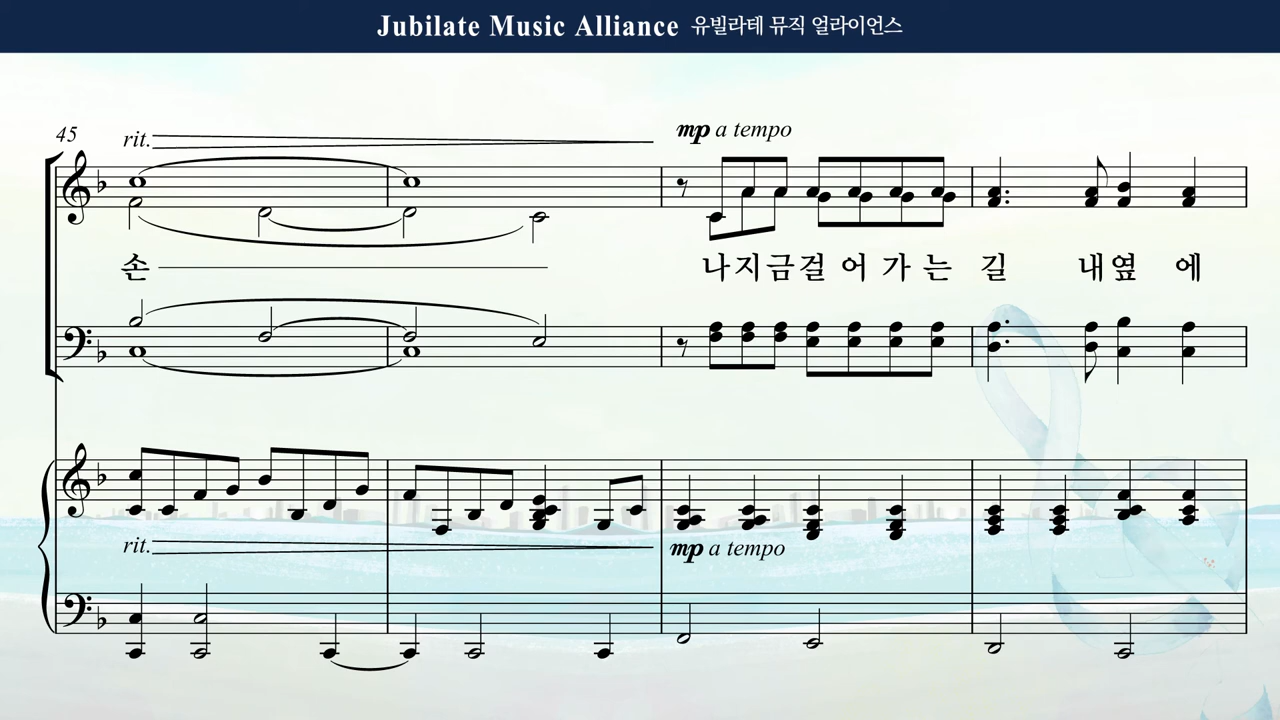 Jubilate Music Alliance 유빌라테 뮤직 얼라이언스
45
rit.
mp a tempo
손 나지금걸 어 가 는 길 내옆 에
rit.
mp a tempo